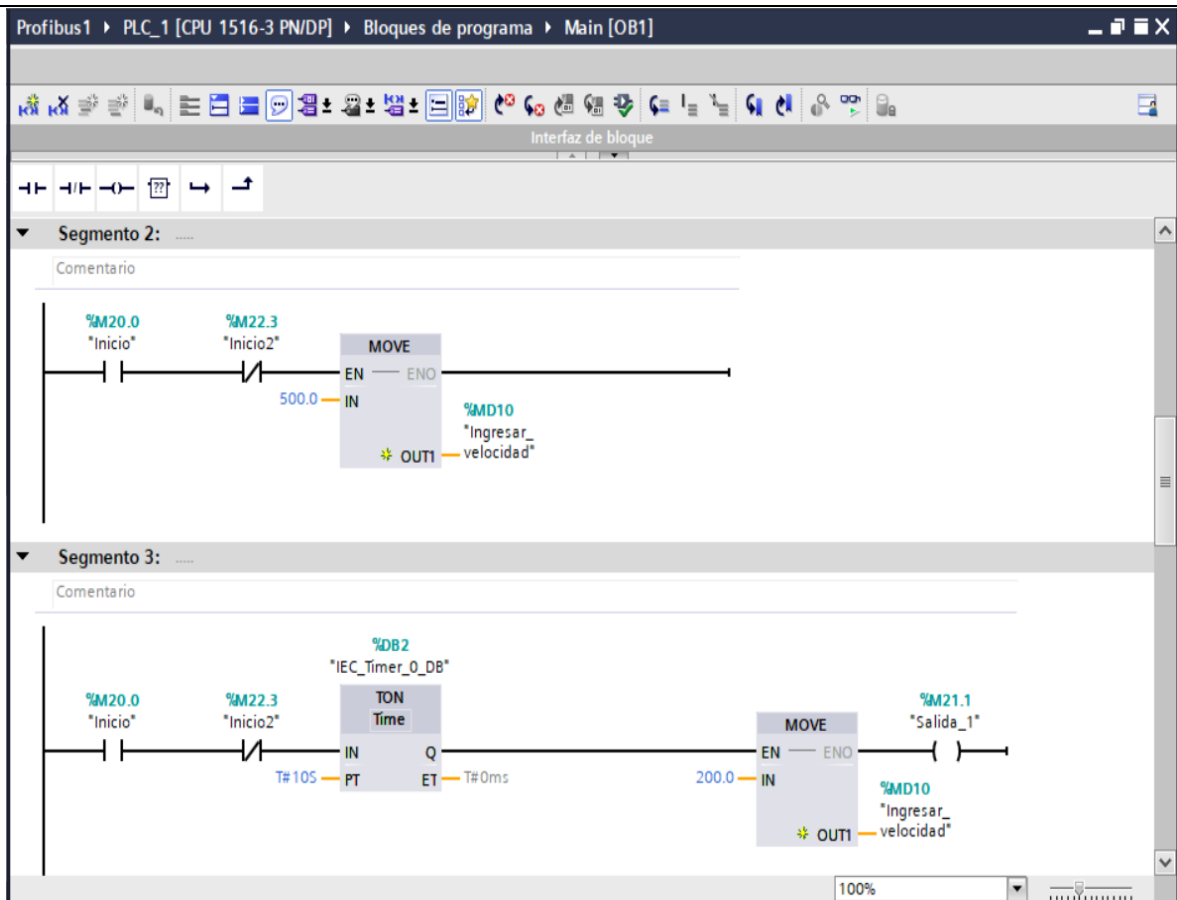 Profibus1 ▸ PLC_1 [CPU 1516-3 PN/DP] ▸ Bloques de programa ▸ Main [OB1]
Interfaz de bloque
??
Segmento 2: .....
Comentario
%M20.0 %M22.3
"Inicio" "Inicio2" MOVE
EN ENO
500.0 IN
%MD10
"Ingresar_
OUT1 velocidad"
Segmento 3: .....
Comentario
%DB2
"IEC_Timer_0_DB"
%M20.0 %M22.3 TON %M21.1
"Inicio" "Inicio2" Time MOVE "Salida_1"
IN Q EN ENO
T#10S PT ET T#0ms 200.0 IN
%MD10
"Ingresar_
OUT1 velocidad"
100%